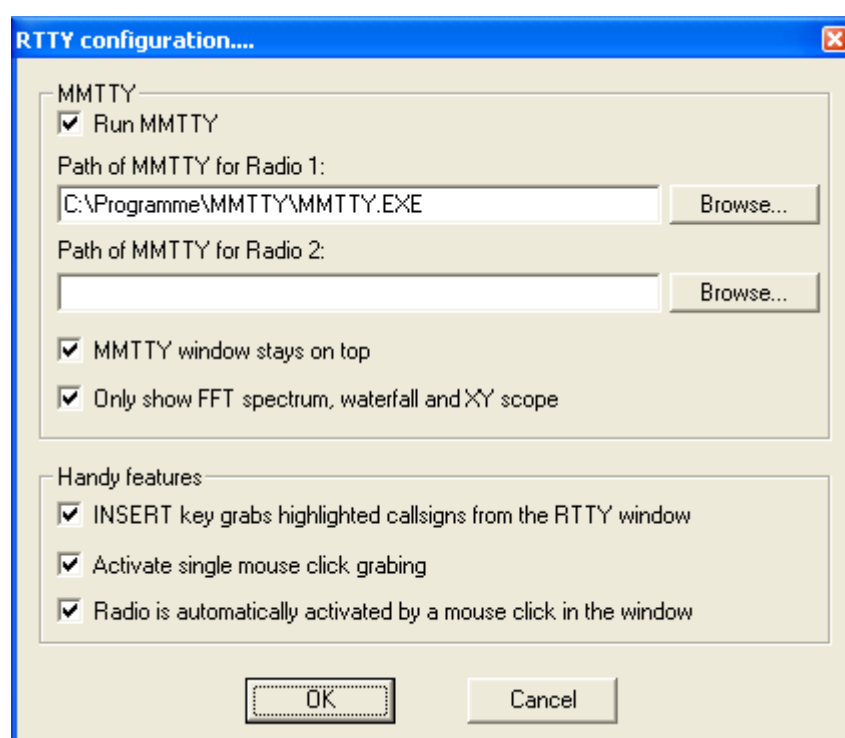 RTTY configuration....
MMTTY
Run MMTTY
Path of MMTTY for Radio 1:
C:\Programme\MMTTY\MMTTY.EXE
Browse...
Path of MMTTY for Radio 2:
Browse...
MMTTY window stays on top
Only show FFT spectrum, waterfall and XY scope
Handy features
INSERT key grabs highlighted callsigns from the RTTY window
Activate single mouse click grabing
Radio is automatically activated by a mouse click in the window
OK
Cancel